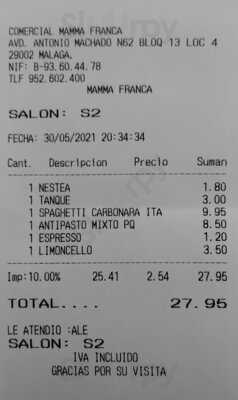 COMERCIAL MAMMA FRANCA
AVD. ANTONIO MACHADO N62 BLOQ 13 LOC 4
29002 MALAGA.
NIF: B-93.60.44.78
TLF 952.602.400
MAMMA FRANCA
SALON: S2
FECHA: 30/05/2021 20:34:34
Cant. Descripcion Precio Suman
1 NESTEA 1.80
1 TANQUE 3.00
1 SPAGHETTI CARBONARA ITA 9.95
1 ANTIPASTO MIXTO PQ 8.50
1 ESPRESSO 1.20
1 LIMONCELLO 3.50
Imp:10.00% 25.41 2.54 27.95
TOTAL.... 27.95
LE ATENDIO :ALE
SALON: S2
IVA INCLUIDO
GRACIAS POR SU VISITA